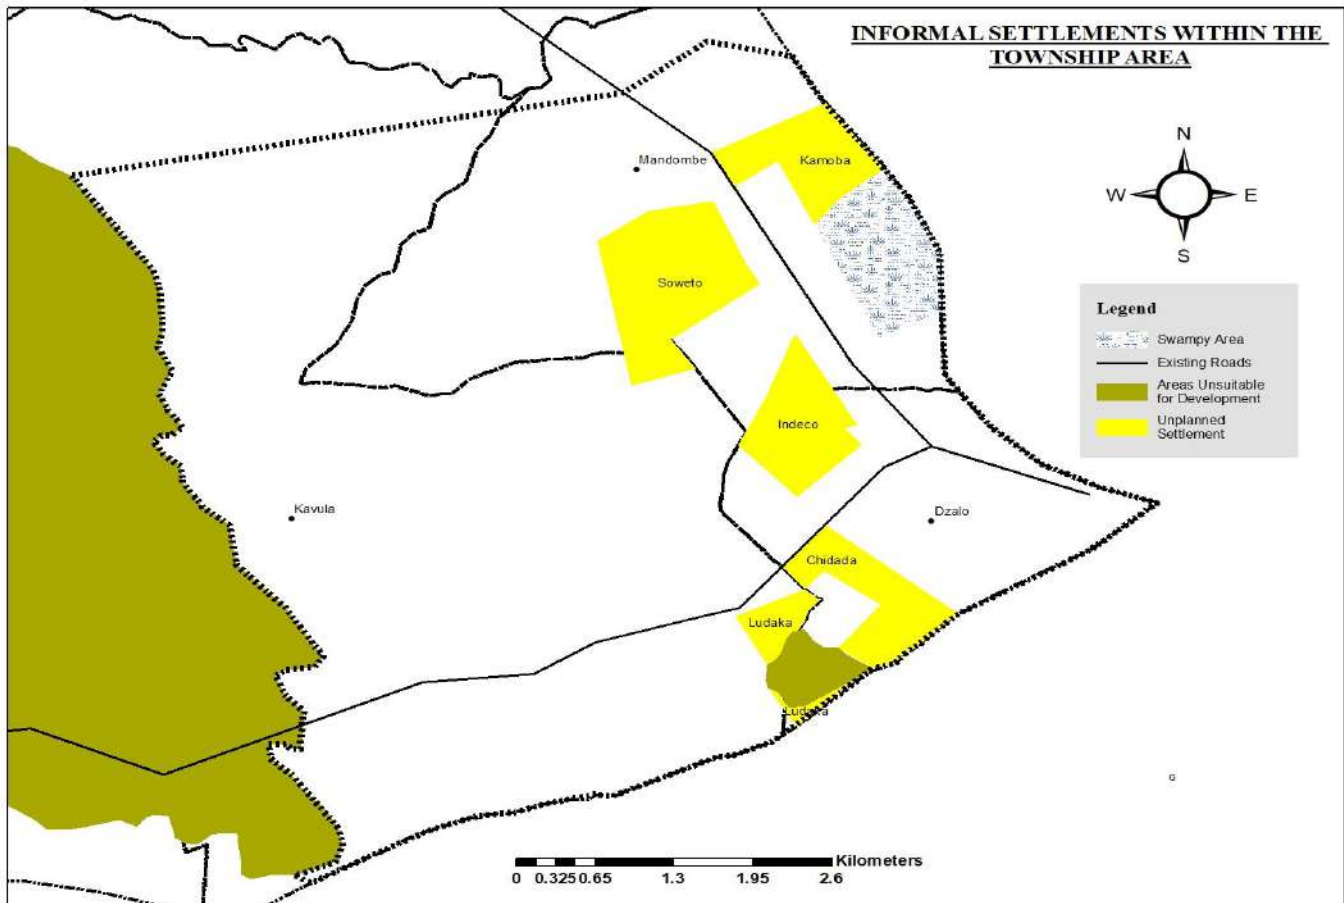 INFORMAL SETTLEMENTS WITHIN THE
TOWNSHIP AREA
N
W
E
S
Mandombe
Kamoba
Soweto
Legend
Swampy Area
Existing Roads
Areas Unsuitable
for Development
Unplanned
Settlement
Indeco
Kavula
Dzalo
Chidada
Ludaka
Ludaka
G
Kilometers
0 0.325 0.65 1.3 1.95 2.6